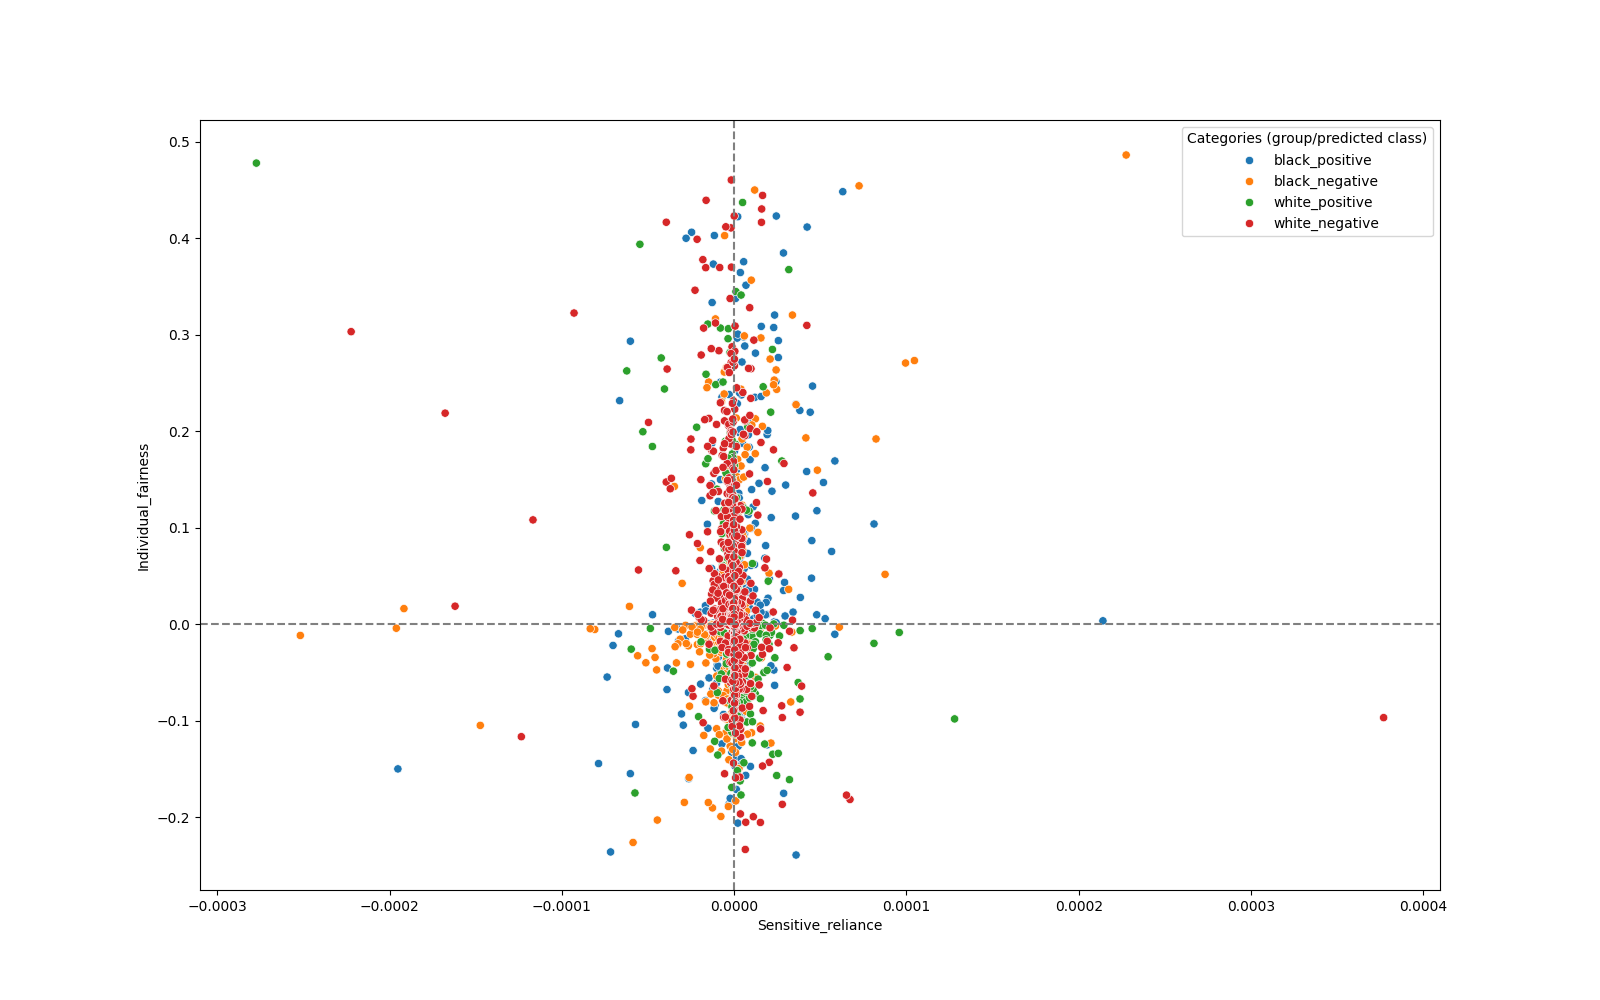 Categories (group/predicted class)
black_positive
black_negative
white_positive
white_negative
0.5
0.4
0.3
0.2
0.1
0.0
−0.1
−0.2
Individual_fairness
−0.0003
−0.0002
−0.0001
0.0000
0.0001
0.0002
0.0003
0.0004
Sensitive_reliance